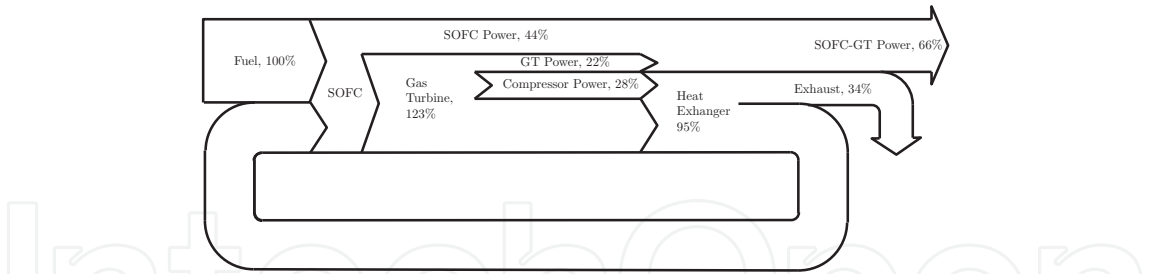 SOFC Power, 44%
SOFC-GT Power, 66%
Fuel, 100%
GT Power, 22%
SOFC
Gas
Turbine,
123%
Compressor Power, 28%
Exhaust, 34%
Heat
Exhanger
95%
IntechOpen